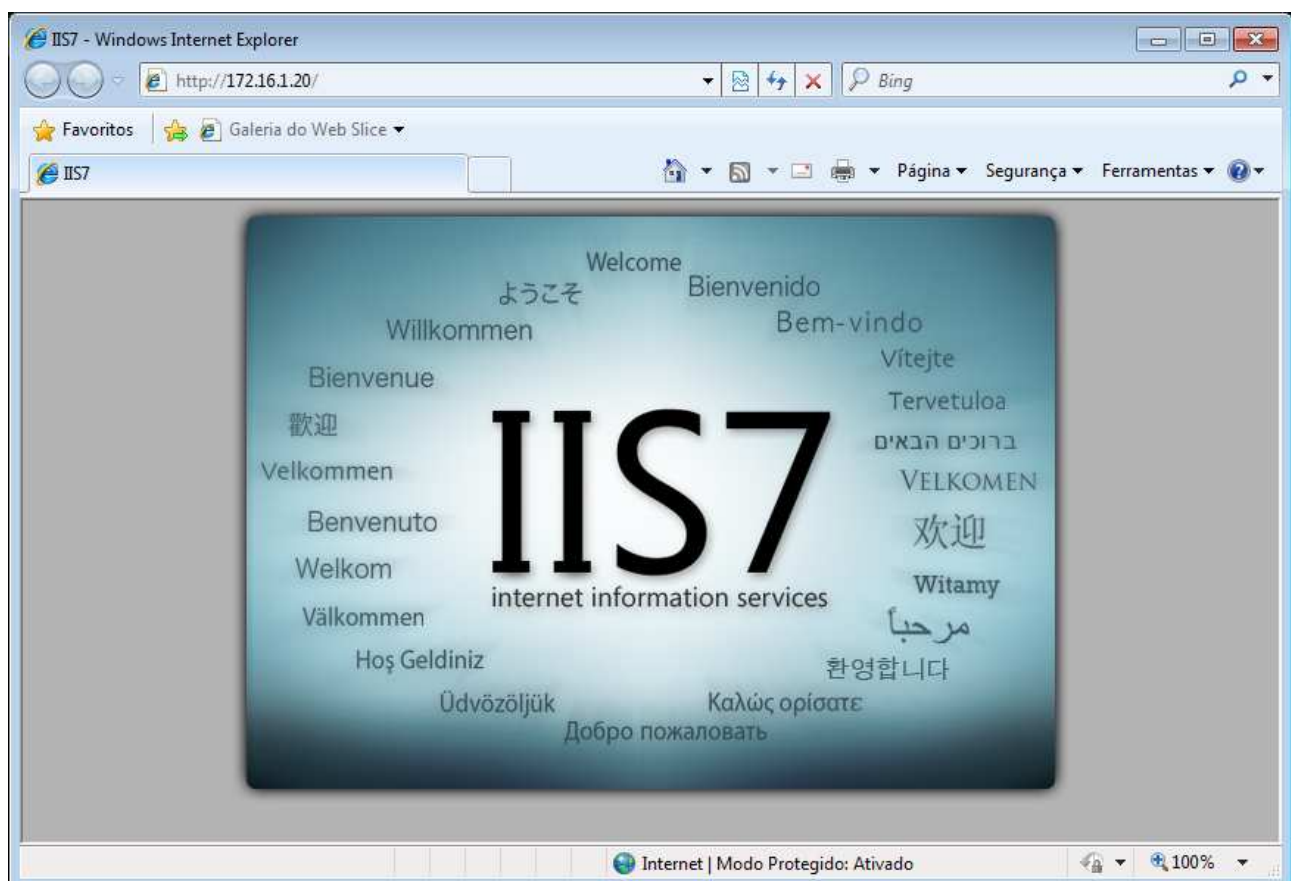 IIS7 - Windows Internet Explorer
http://172.16.1.20/
Bing
Favoritos
Galeria do Web Slice
IIS7
Página
Segurança
Ferramentas
Welcome
ようこそ
Bienvenido
Willkommen
Bem-vindo
Vítejte
Bienvenue
Tervetuloa
歡迎
ברוכים הבאים
Velkommen
VELKOMEN
IIS7
Benvenuto
欢迎
Welkom
Witamy
internet information services
Välkommen
مرحباً
Hoş Geldiniz
환영합니다
Üdvözöljük
Καλώς ορίσατε
Добро пожаловать
Internet | Modo Protegido: Ativado
100%